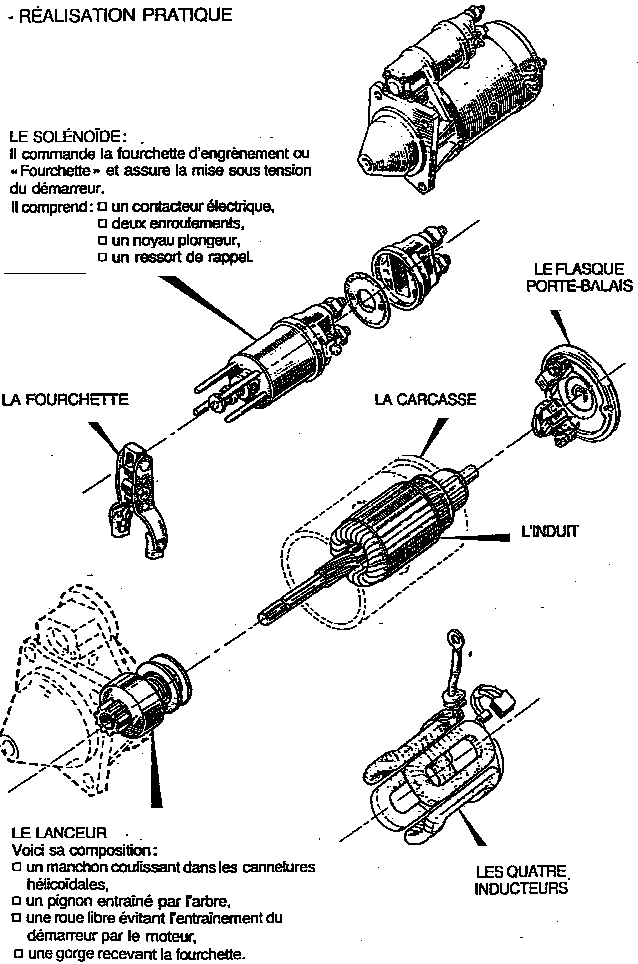 - RÉALISATION PRATIQUE
LE SOLÉNOÏDE:
Il commande la fourchette d'engrènement ou
« Fourchette » et assure la mise sous tension
du démarreur.
Il comprend : □ un contacteur électrique,
□ deux enroulements,
□ un noyau plongeur,
□ un ressort de rappel.
LE FLASQUE
PORTE-BALAIS
LA FOURCHETTE
LA CARCASSE
L'INDUIT
LE LANCEUR
Voici sa composition :
□ un manchon coulissant dans les cannelures
hélicoïdales,
□ un pignon entraîné par l'arbre,
□ une roue libre évitant l'entraînement du
démarreur par le moteur,
□ une gorge recevant la fourchette.
LES QUATRE
INDUCTEURS